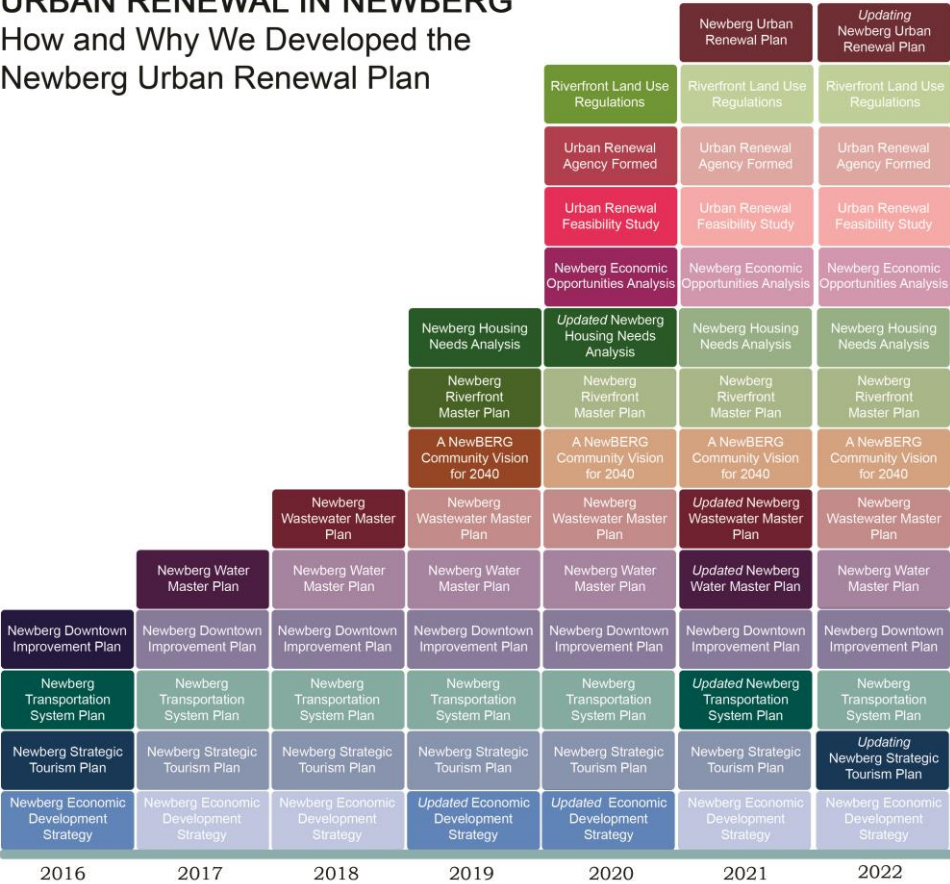 URBAN RENEWAL IN NEWBERG
How and Why We Developed the
Newberg Urban Renewal Plan
Newberg Urban
Renewal Plan
Updating
Newberg Urban
Renewal Plan
Riverfront Land Use
Regulations
Riverfront Land Use
Regulations
Riverfront Land Use
Regulations
Urban Renewal
Agency Formed
Urban Renewal
Agency Formed
Urban Renewal
Agency Formed
Urban Renewal
Feasibility Study
Urban Renewal
Feasibility Study
Urban Renewal
Feasibility Study
Newberg Economic
Opportunities Analysis
Newberg Economic
Opportunities Analysis
Newberg Economic
Opportunities Analysis
Newberg Housing
Needs Analysis
Updated Newberg
Housing Needs
Analysis
Newberg Housing
Needs Analysis
Newberg Housing
Needs Analysis
Newberg
Riverfront
Master Plan
Newberg
Riverfront
Master Plan
Newberg
Riverfront
Master Plan
Newberg
Riverfront
Master Plan
A NewBERG
Community Vision
for 2040
A NewBERG
Community Vision
for 2040
A NewBERG
Community Vision
for 2040
A NewBERG
Community Vision
for 2040
Newberg
Wastewater Master
Plan
Newberg
Wastewater Master
Plan
Newberg
Wastewater Master
Plan
Updated Newberg
Wastewater Master
Plan
Newberg
Wastewater Master
Plan
Newberg Water
Master Plan
Newberg Water
Master Plan
Newberg Water
Master Plan
Newberg Water
Master Plan
Updated Newberg
Water Master Plan
Newberg Water
Master Plan
Newberg Downtown
Improvement Plan
Newberg Downtown
Improvement Plan
Newberg Downtown
Improvement Plan
Newberg Downtown
Improvement Plan
Newberg Downtown
Improvement Plan
Newberg Downtown
Improvement Plan
Newberg Downtown
Improvement Plan
Newberg
Transportation
System Plan
Newberg
Transportation
System Plan
Newberg
Transportation
System Plan
Newberg
Transportation
System Plan
Newberg
Transportation
System Plan
Updated Newberg
Transportation
System Plan
Newberg
Transportation
System Plan
Newberg Strategic
Tourism Plan
Newberg Strategic
Tourism Plan
Newberg Strategic
Tourism Plan
Newberg Strategic
Tourism Plan
Newberg Strategic
Tourism Plan
Newberg Strategic
Tourism Plan
Updating
Newberg Strategic
Tourism Plan
Newberg Economic
Development
Strategy
Newberg Economic
Development
Strategy
Newberg Economic
Development
Strategy
Updated Economic
Development
Strategy
Updated Economic
Development
Strategy
Newberg Economic
Development
Strategy
Newberg Economic
Development
Strategy
2016
2017
2018
2019
2020
2021
2022